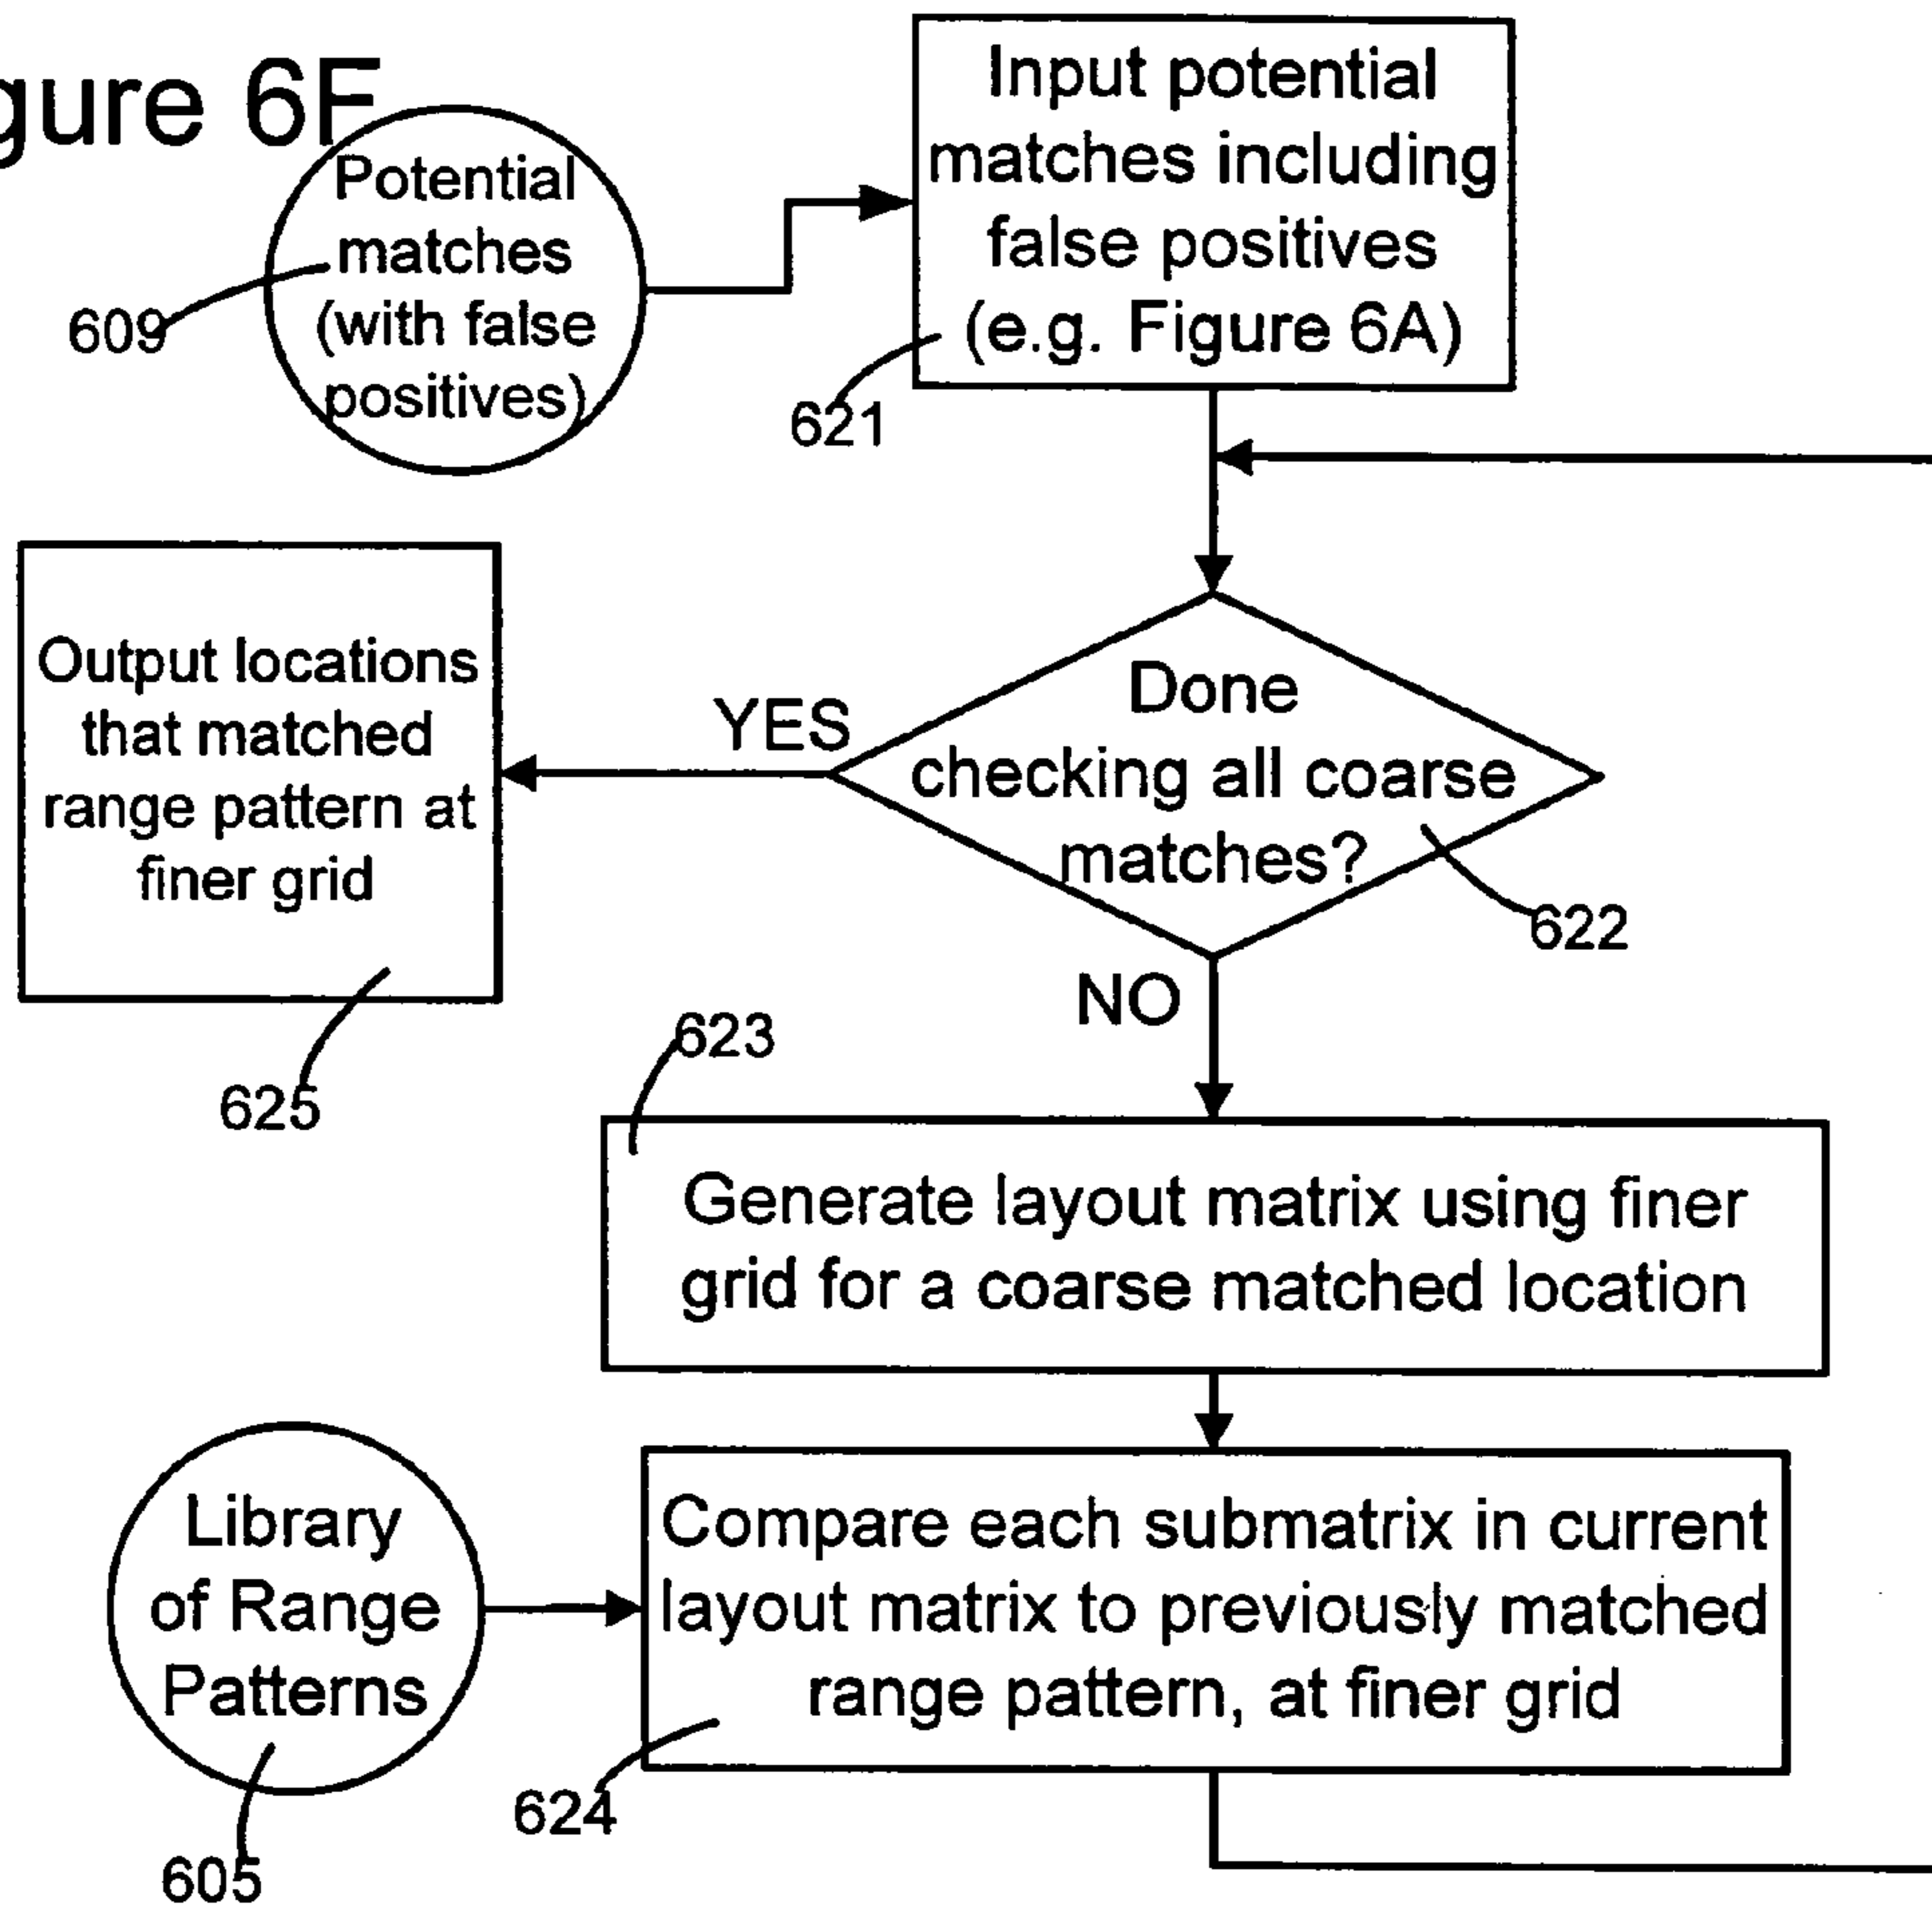 gure 6F
Potential
matches
(with false
positives)
609
Input potential
matches including
false positives
(e.g. Figure 6A)
621
Done
checking all coarse
matches?
622
YES
Output locations
that matched
range pattern at
finer grid
625
NO
623
Generate layout matrix using finer
grid for a coarse matched location
Library
of Range
Patterns
605
Compare each submatrix in current
layout matrix to previously matched
range pattern, at finer grid
624